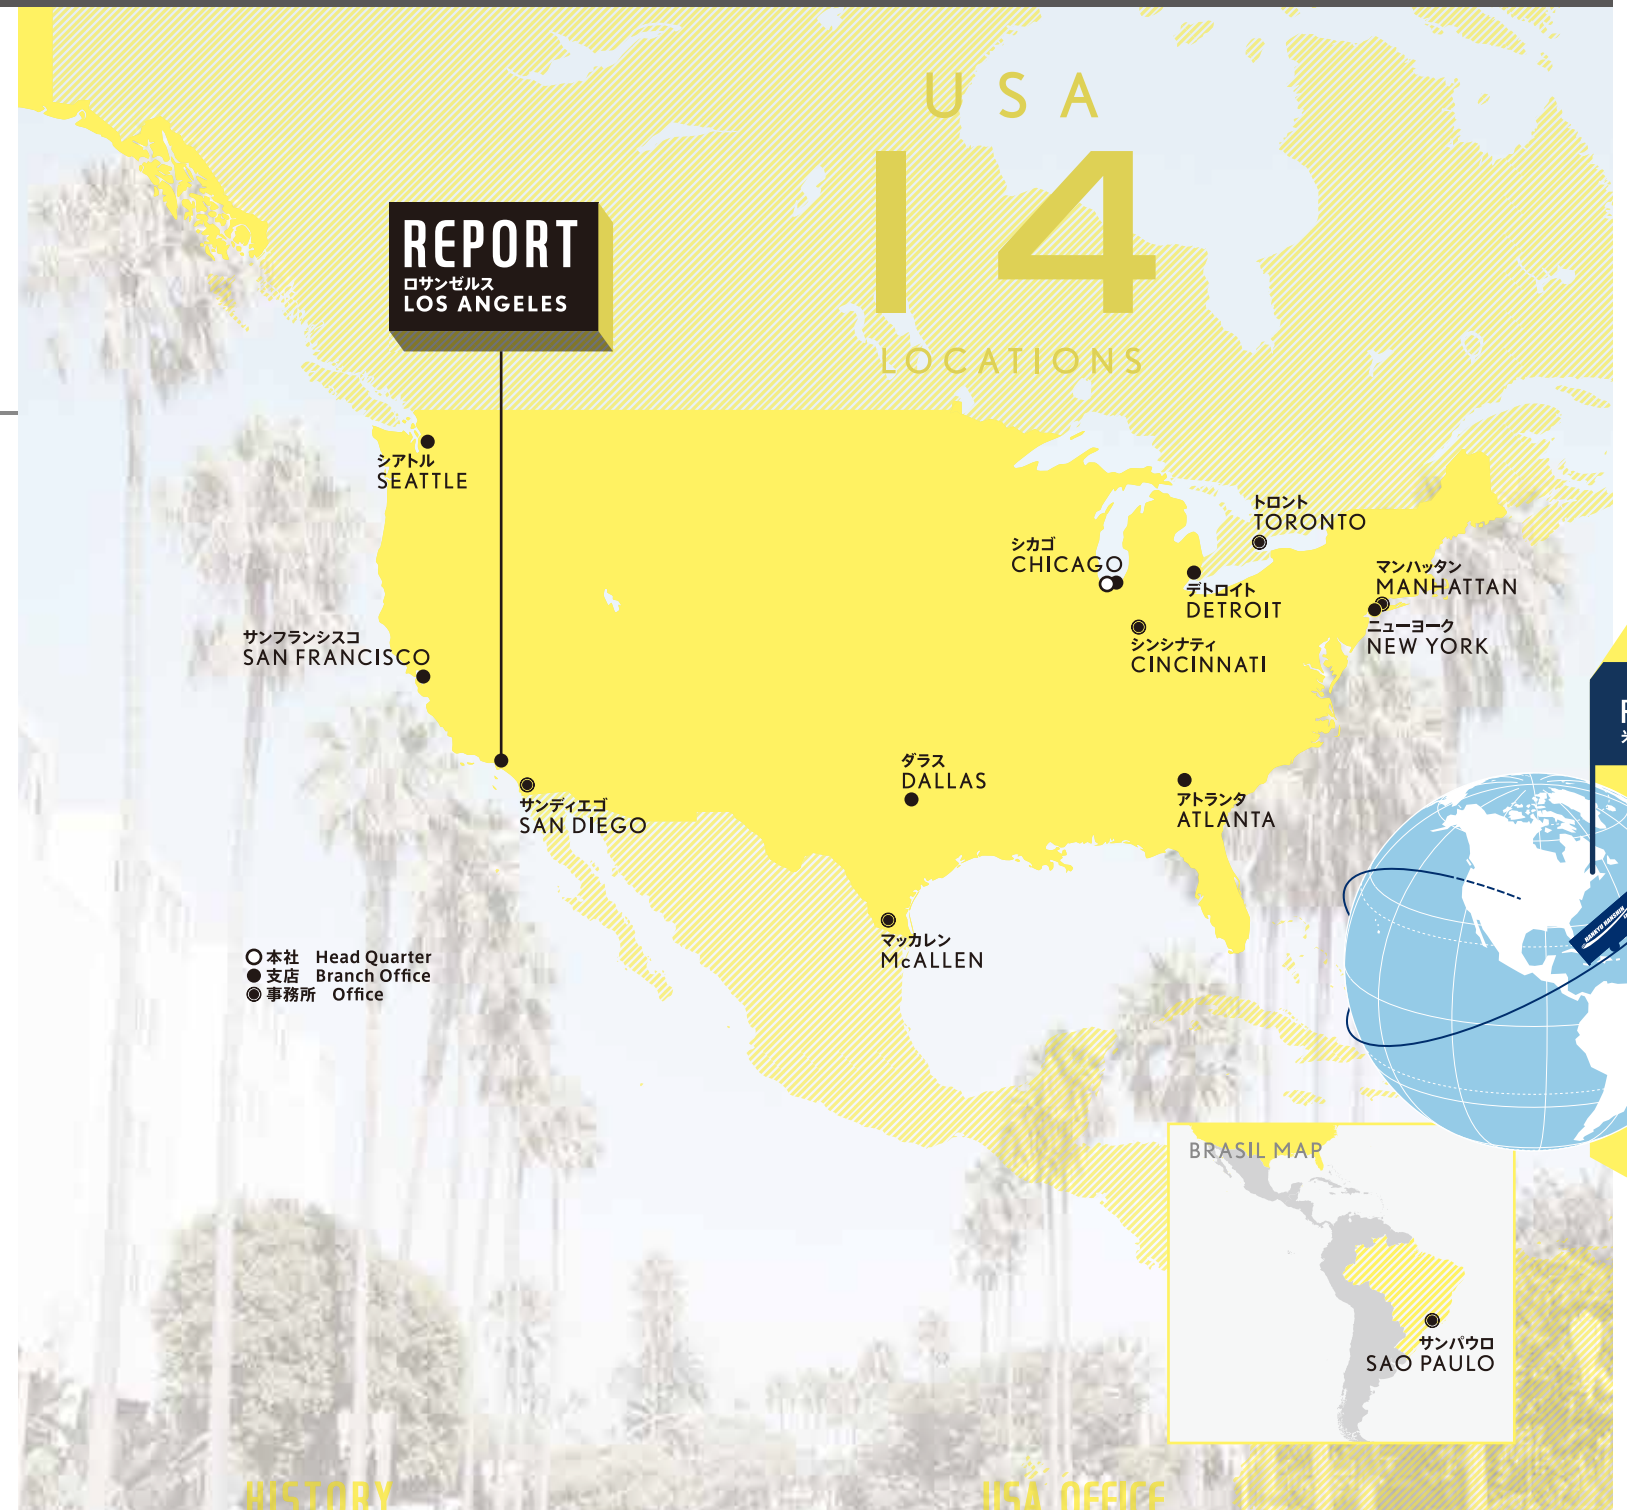 USA
14
LOCATIONS
REPORT
ロサンゼルス
LOS ANGELES
シアトル
SEATTLE
トロント
TORONTO
シカゴ
CHICAGO
マンハッタン
MANHATTAN
デトロイト
DETROIT
ニューヨーク
NEW YORK
シンシナティ
CINCINNATI
サンフランシスコ
SAN FRANCISCO
ダラス
DALLAS
サンディエゴ
SAN DIEGO
アトランタ
ATLANTA
マッカレン
McALLEN
本社 Head Quarter
支店 Branch Office
事務所 Office
HANKYU HANSHIN
BRASIL MAP
サンパウロ
SAO PAULO
HISTORY
USA OFFICE